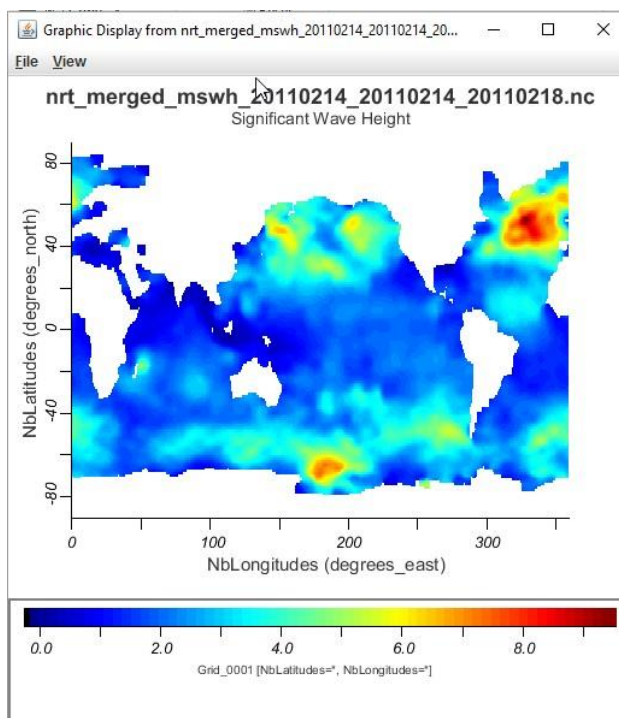 Graphic Display from nrt_merged_mswh_20110214_20110214_20...
File View
nrt_merged_mswh_20110214_20110214_20110218.nc
Significant Wave Height
80
40
0
-40
-80
NbLatitudes (degrees_north)
0 100 200 300
NbLongitudes (degrees_east)
0.0 2.0 4.0 6.0 8.0
Grid_0001 [NbLatitudes=*, NbLongitudes=*]